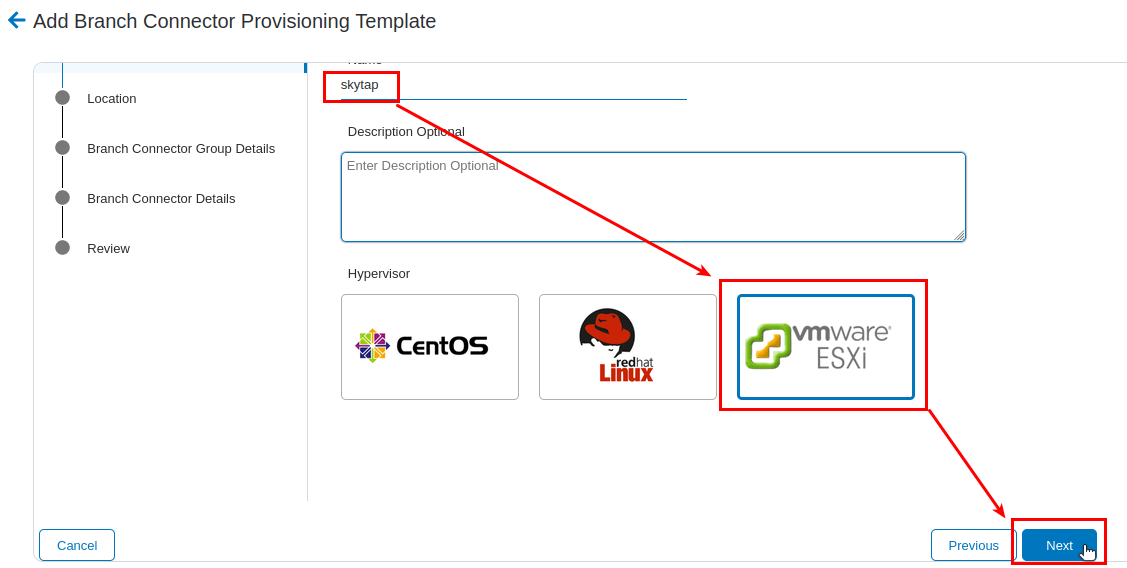 Add Branch Connector Provisioning Template
Name
skytap
Location
Branch Connector Group Details
Branch Connector Details
Review
Description Optional
Enter Description Optional
Hypervisor
CentOS
redhat
Linux
vmware®
ESXi
Cancel
Previous
Next